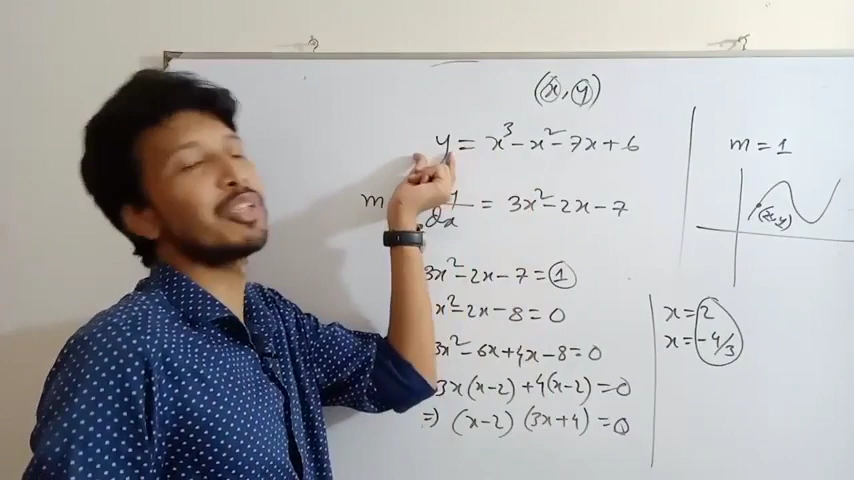 (x, y)
y = x³ - x² - 7x + 6
m = 1
m
dx = 3x² - 2x - 7
(x, y)
3x² - 2x - 7 = 1
x² - 2x - 8 = 0
x = 2
x = -4/3
3x² - 6x + 4x - 8 = 0
3x(x-2) + 4(x-2) = 0
=) (x-2) (3x+4) = 0